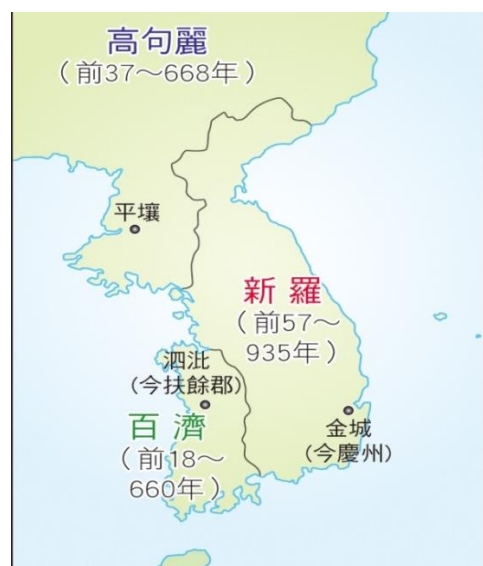 高句麗
（前37～668年）
平壤
新羅
（前57～
935年）
泗沘
（今扶餘郡）
百濟
（前18～
660年）
金城
（今慶州）